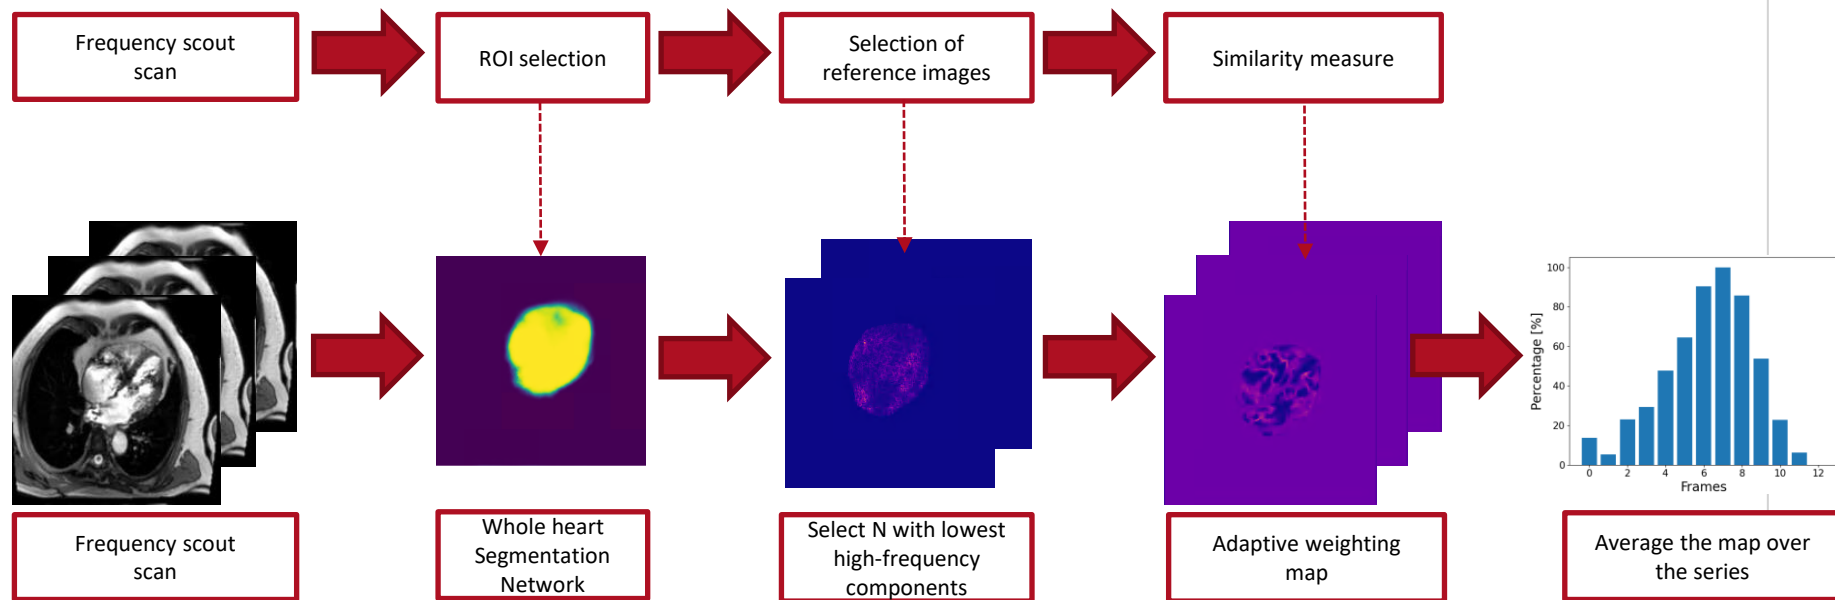 Frequency scout
scan
ROI selection
Selection of
reference images
Similarity measure
100
80
60
40
20
0
Percentage [%]
0 2 4 6 8 10 12
Frames
Frequency scout
scan
Whole heart
Segmentation
Network
Select N with lowest
high-frequency
components
Adaptive weighting
map
Average the map over
the series